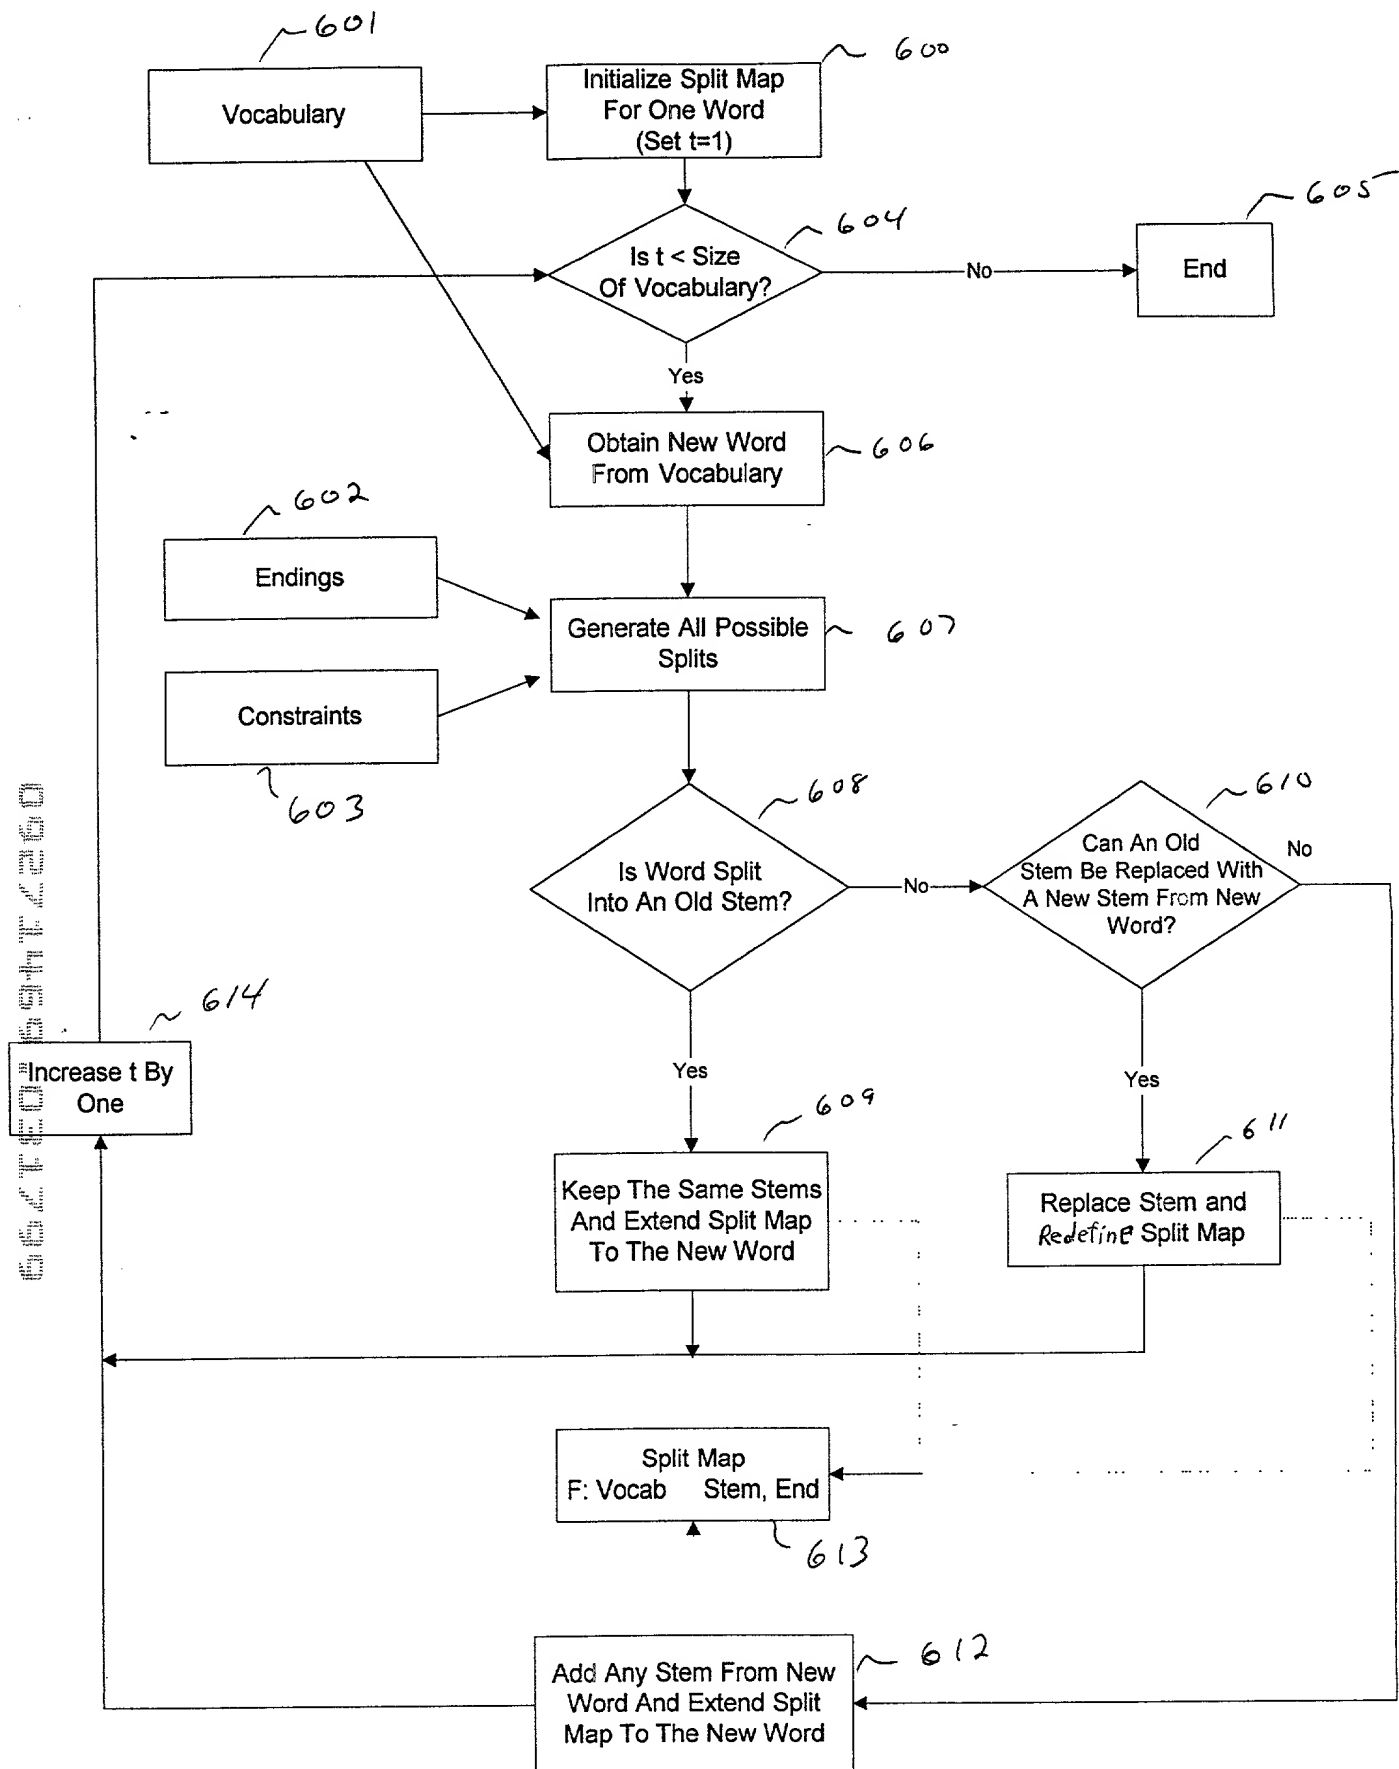 601
600
Vocabulary
Initialize Split Map
For One Word
(Set t=1)
604
605
Is t < Size
Of Vocabulary?
No
End
Yes
Obtain New Word
From Vocabulary
606
602
Endings
Generate All Possible
Splits
607
Constraints
603
608
610
Is Word Split
Into An Old Stem?
No
Can An Old
Stem Be Replaced With
A New Stem From New
Word?
No
614
Increase t By
One
Yes
Yes
609
611
Keep The Same Stems
And Extend Split Map
To The New Word
Replace Stem and
Redefine Split Map
Split Map
F: Vocab Stem, End
613
612
Add Any Stem From New
Word And Extend Split
Map To The New Word